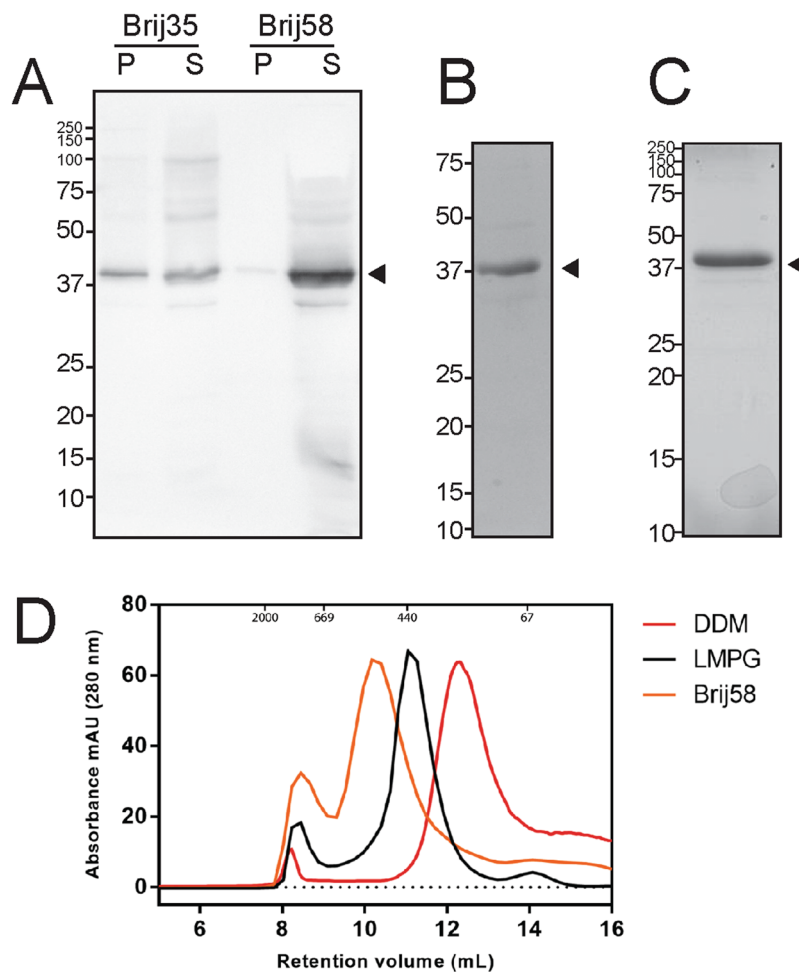 Brij35 Brij58
P S P S
A
250
150
100
75
50
37
25
20
15
10
B
75
50
37
25
20
15
10
C
250
150
100
75
50
37
25
20
15
10
D
Absorbance mAU (280 nm)
80
60
40
20
0
2000 669 440 67
6 8 10 12 14 16
Retention volume (mL)
DDM
LMPG
Brij58